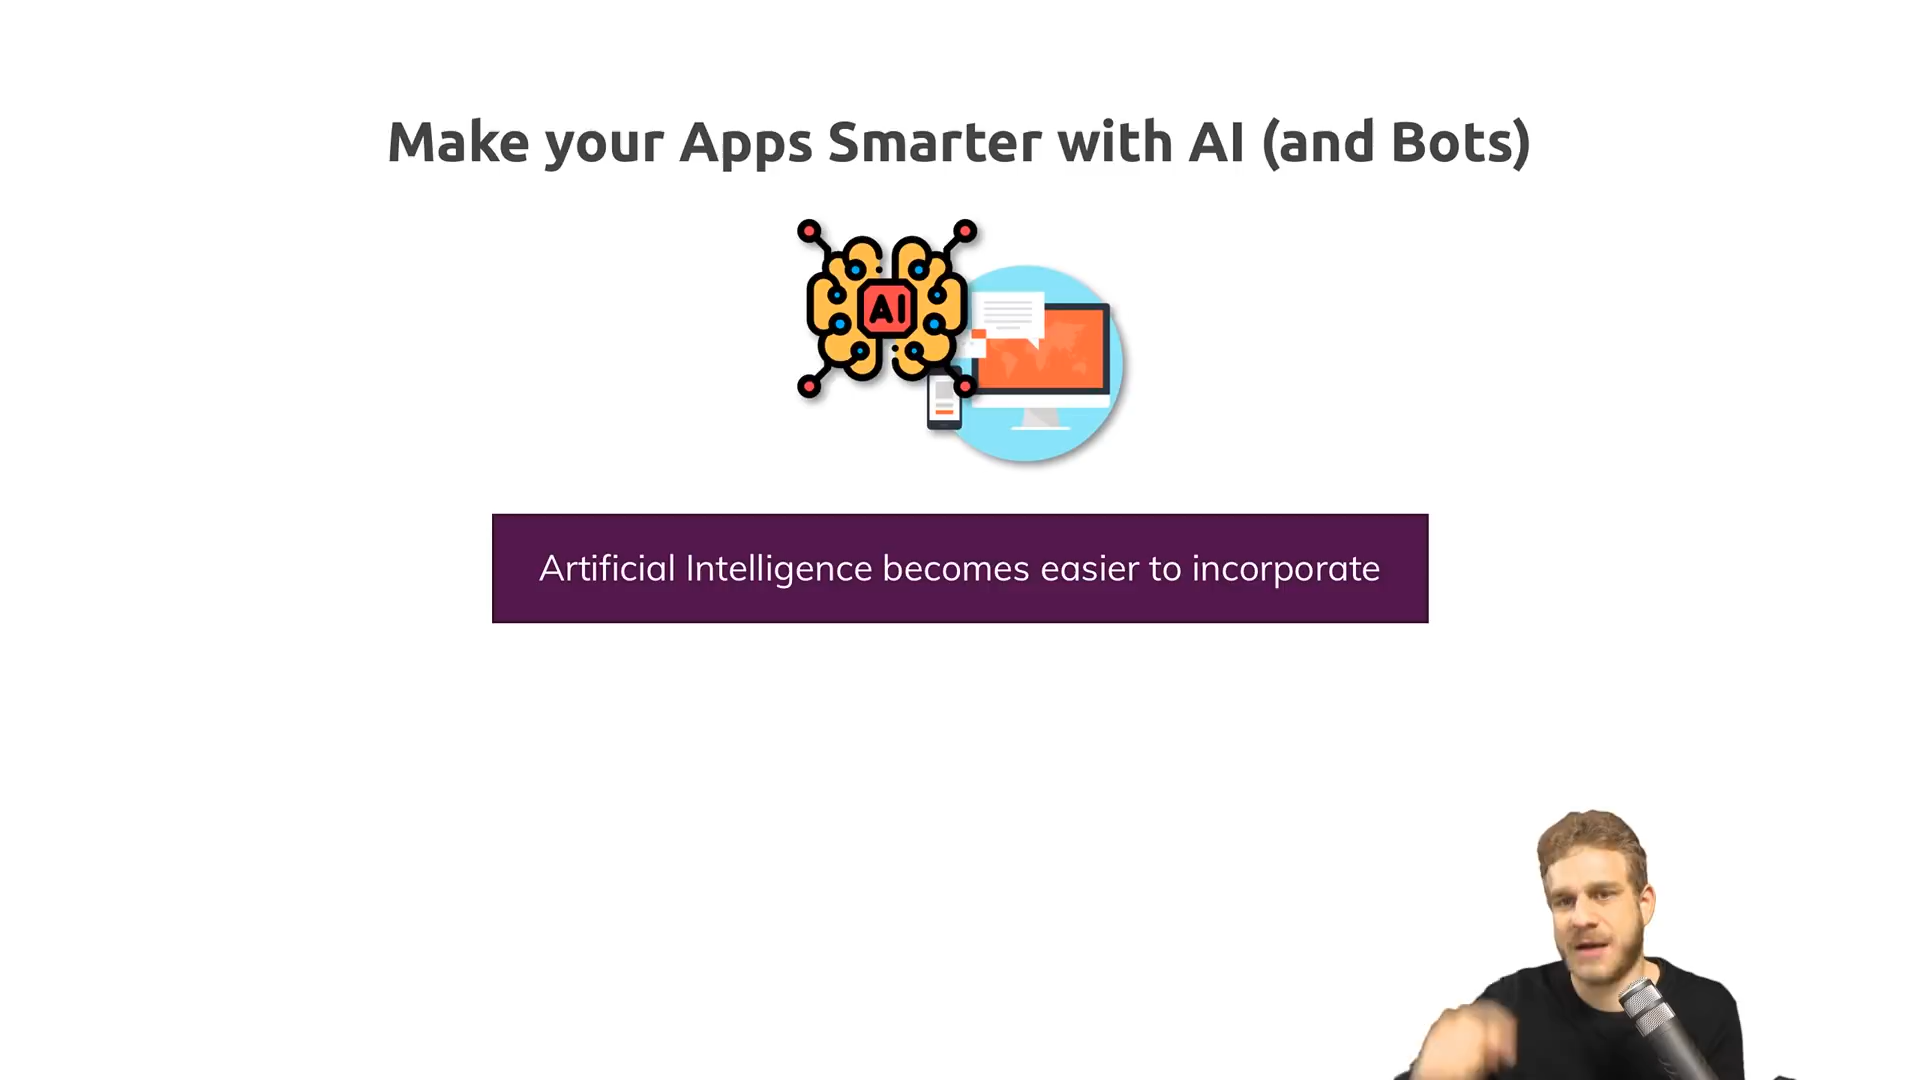 Make your Apps Smarter with AI (and Bots)
AI
Artificial Intelligence becomes easier to incorporate